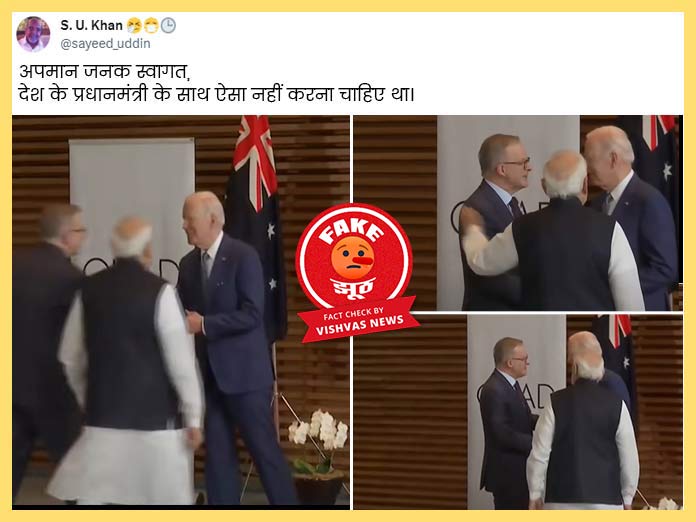 S. U. Khan 🤧😷🕒
@sayeed_uddin
अपमान जनक स्वागत,
देश के प्रधानमंत्री के साथ ऐसा नहीं करना चाहिए था।
FAKE
झूठ
FACT CHECK BY
VISHVAS NEWS